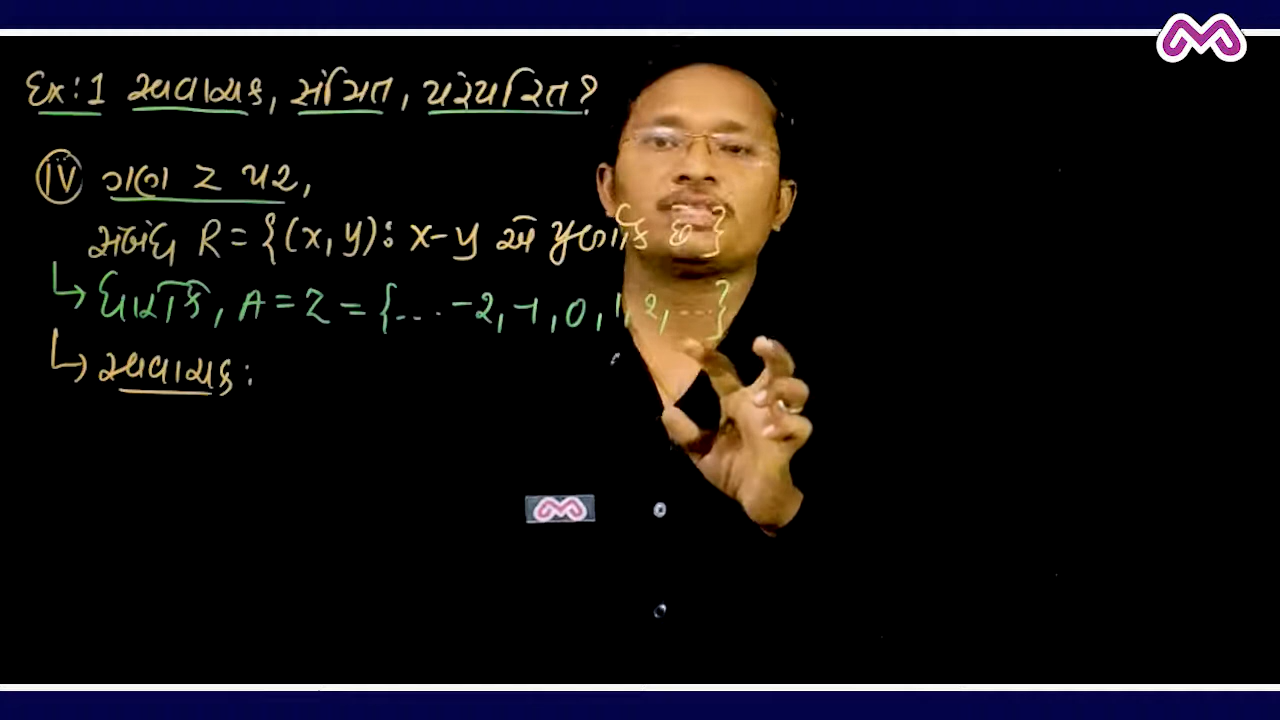 Ex:1 સ્વવાચક, સંમિત, પરંપરિત?
(iv) ગણ Z પર,
સંબંધ R = {(x, y): x-y એ પૂર્ણાંક છે}
↳ ધારોકે, A = Z = {... -2, -1, 0, 1, 2, ...}
↳ સ્વવાચક :